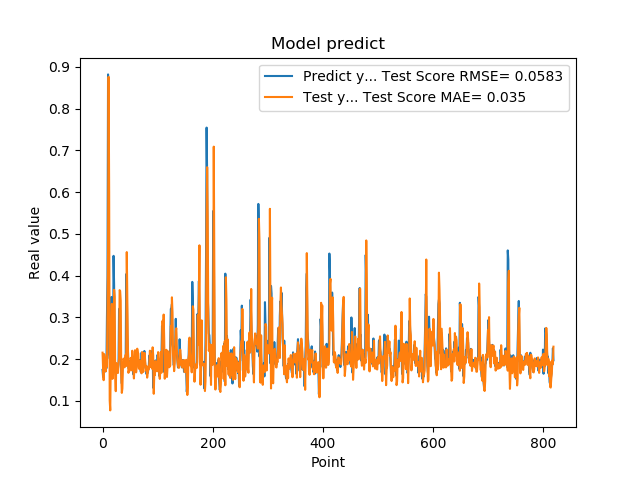 Model predict
Predict y... Test Score RMSE= 0.0583
Test y... Test Score MAE= 0.035
0.9
0.8
0.7
0.6
0.5
0.4
0.3
0.2
0.1
Real value
0 200 400 600 800
Point